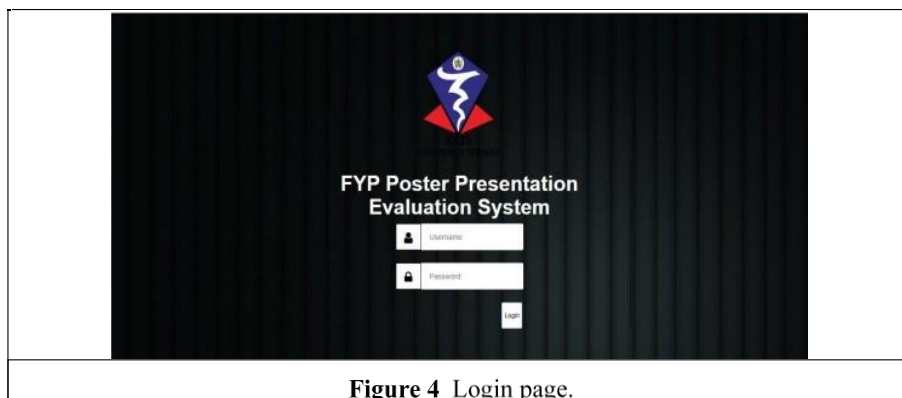 FYP Poster Presentation
Evaluation System
Username
Password
Login
Figure 4 Login page.